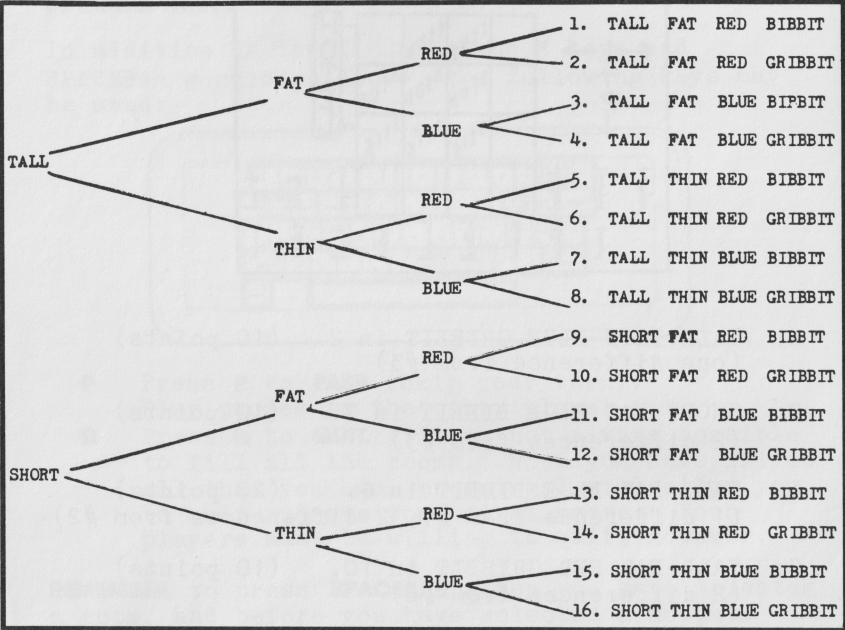 TALL
SHORT
FAT
THIN
FAT
THIN
RED
BLUE
RED
BLUE
RED
BLUE
RED
BLUE
1. TALL FAT RED BIBBIT
2. TALL FAT RED GRIBBIT
3. TALL FAT BLUE BIPBIT
4. TALL FAT BLUE GRIBBIT
5. TALL THIN RED BIBBIT
6. TALL THIN RED GRIBBIT
7. TALL THIN BLUE BIBBIT
8. TALL THIN BLUE GRIBBIT
9. SHORT FAT RED BIBBIT
10. SHORT FAT RED GRIBBIT
11. SHORT FAT BLUE BIBBIT
12. SHORT FAT BLUE GRIBBIT
13. SHORT THIN RED BIBBIT
14. SHORT THIN RED GRIBBIT
15. SHORT THIN BLUE BIBBIT
16. SHORT THIN BLUE GRIBBIT